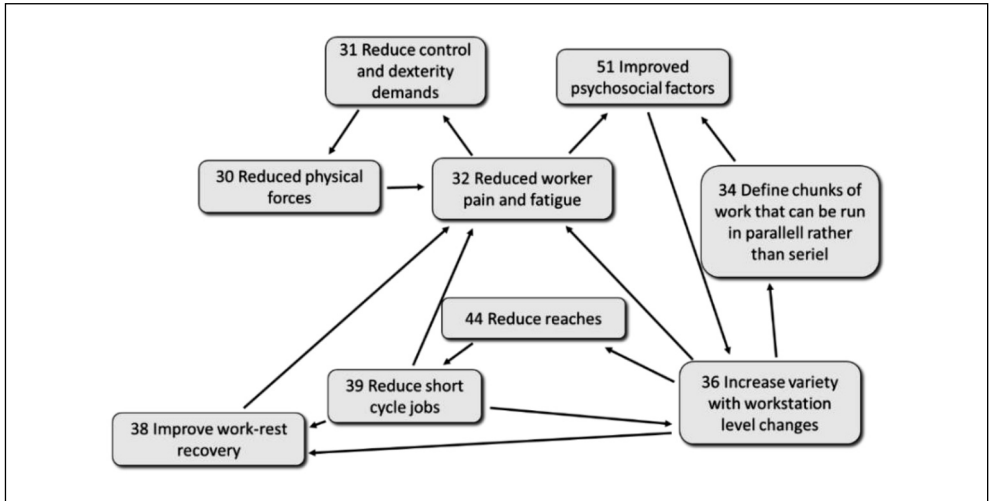 31 Reduce control
and dexterity
demands
51 Improved
psychosocial factors
30 Reduced physical
forces
32 Reduced worker
pain and fatigue
34 Define chunks of
work that can be run
in parallell rather
than seriel
44 Reduce reaches
39 Reduce short
cycle jobs
36 Increase variety
with workstation
level changes
38 Improve work-rest
recovery